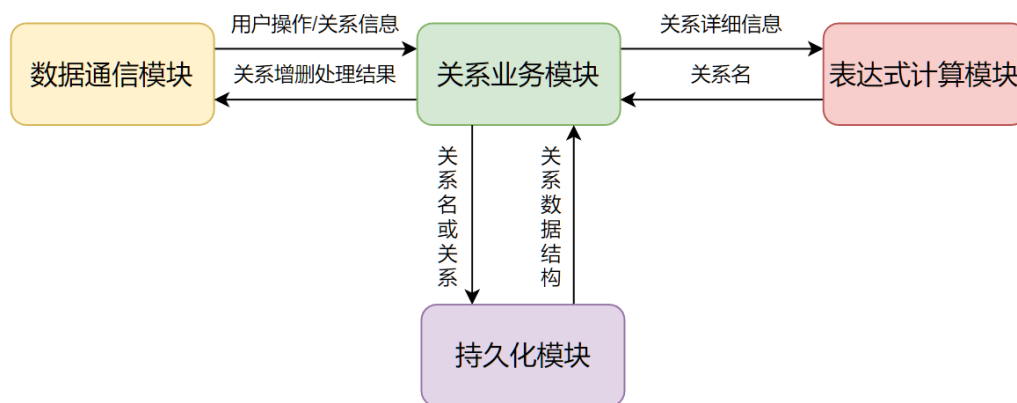 用户操作/关系信息
关系详细信息
数据通信模块
关系增删处理结果
关系业务模块
关系名
表达式计算模块
关系名或关系
关系数据结构
持久化模块